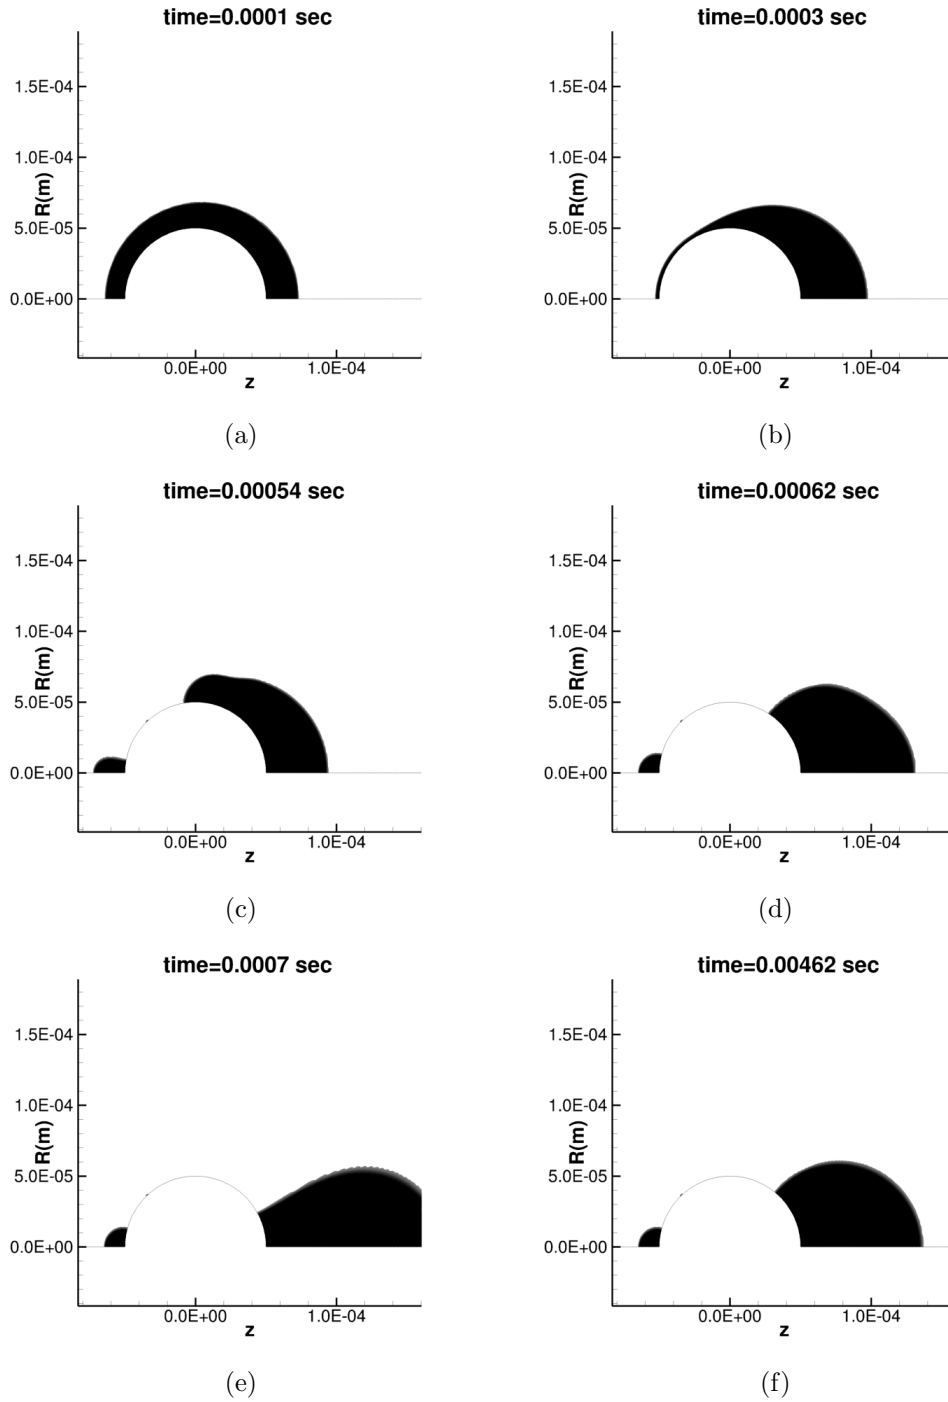 time=0.0001 sec
1.5E-04
1.0E-04
R(m)
5.0E-05
0.0E+00
0.0E+00 1.0E-04
z
(a)
time=0.0003 sec
1.5E-04
1.0E-04
R(m)
5.0E-05
0.0E+00
0.0E+00 1.0E-04
z
(b)
time=0.00054 sec
1.5E-04
1.0E-04
R(m)
5.0E-05
0.0E+00
0.0E+00 1.0E-04
z
(c)
time=0.00062 sec
1.5E-04
1.0E-04
R(m)
5.0E-05
0.0E+00
0.0E+00 1.0E-04
z
(d)
time=0.0007 sec
1.5E-04
1.0E-04
R(m)
5.0E-05
0.0E+00
0.0E+00 1.0E-04
z
(e)
time=0.00462 sec
1.5E-04
1.0E-04
R(m)
5.0E-05
0.0E+00
0.0E+00 1.0E-04
z
(f)